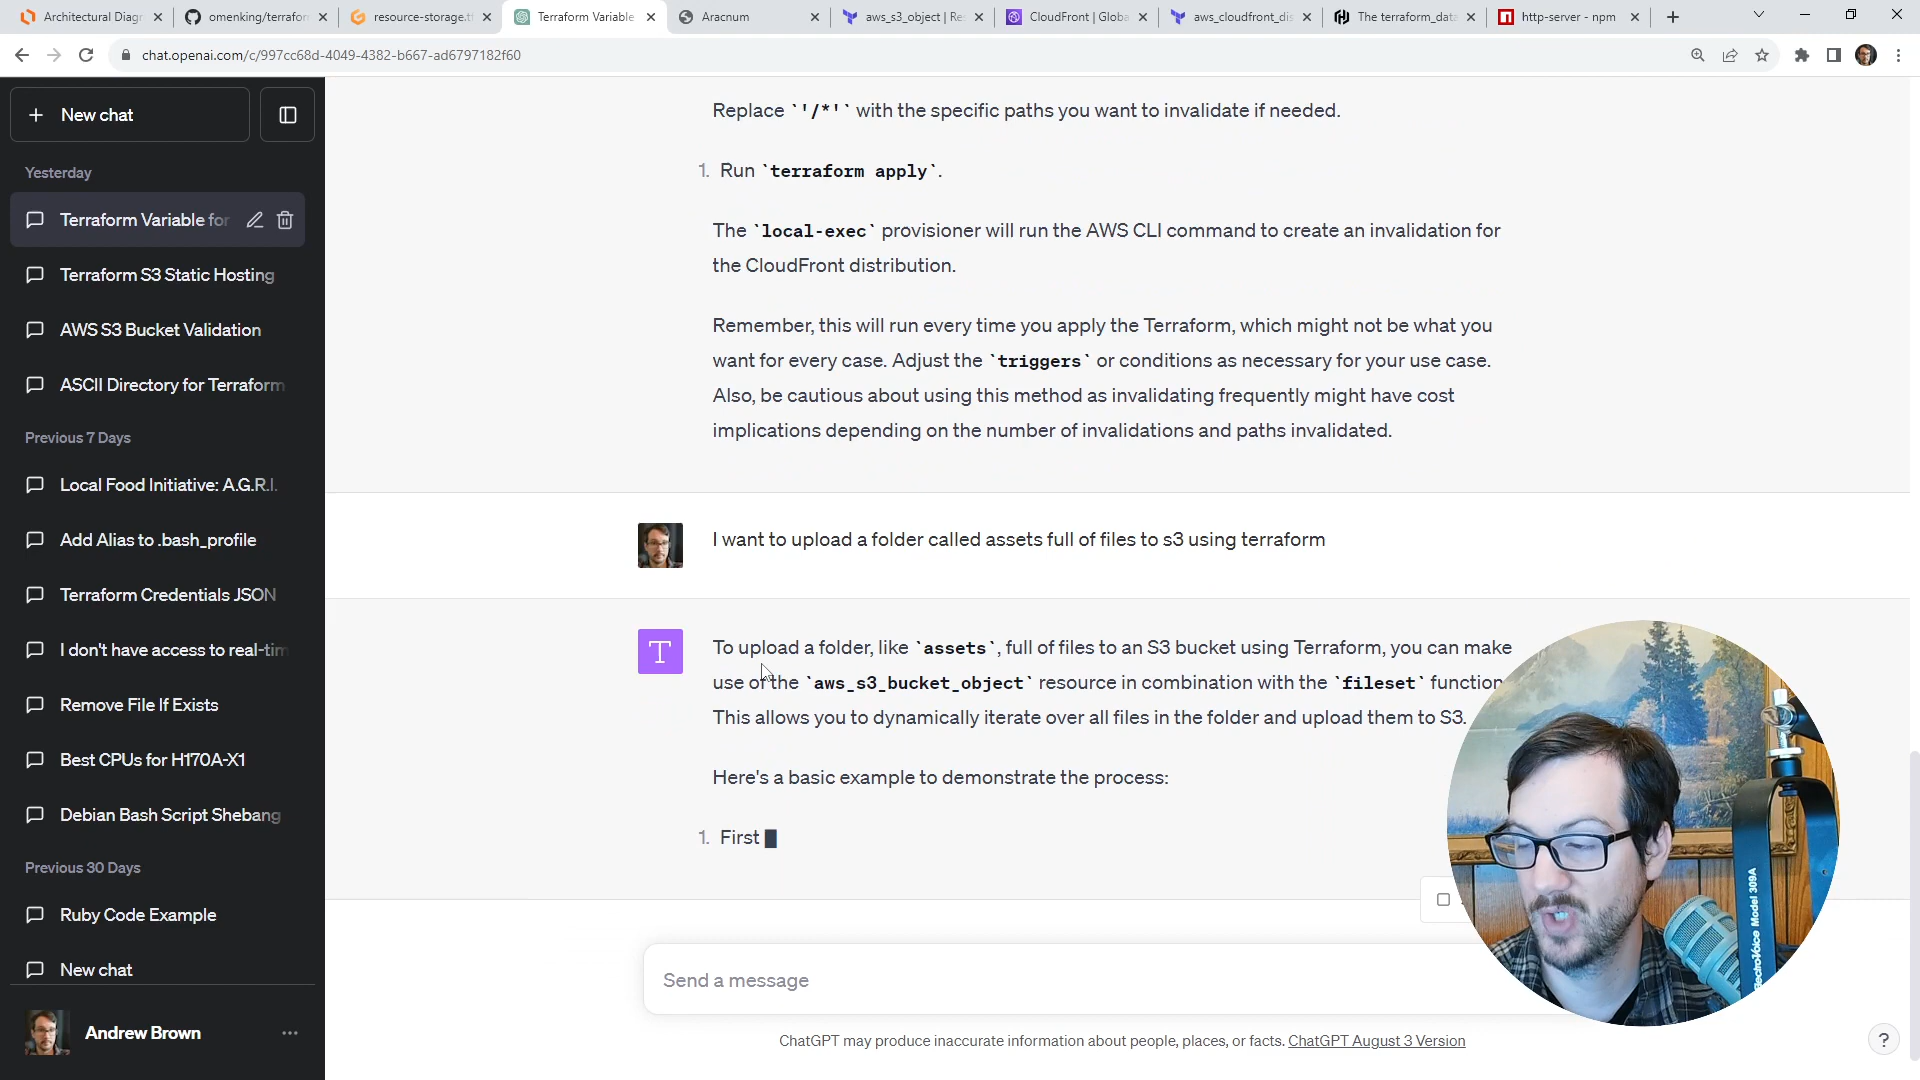 Architectural Diagr
omenking/terrafor
resource-storage.t
Terraform Variable
Aracnum
aws_s3_object | Re
CloudFront | Globa
aws_cloudfront_dis
The terraform_data
http-server - npm
chat.openai.com/c/997cc68d-4049-4382-b667-ad6797182f60
New chat
Yesterday
Terraform Variable for
Terraform S3 Static Hosting
AWS S3 Bucket Validation
ASCII Directory for Terraform
Previous 7 Days
Local Food Initiative: A.G.R.I.
Add Alias to .bash_profile
Terraform Credentials JSON
I don't have access to real-tim
Remove File If Exists
Best CPUs for H170A-X1
Debian Bash Script Shebang
Previous 30 Days
Ruby Code Example
New chat
Andrew Brown
Replace `'/*'` with the specific paths you want to invalidate if needed.
1. Run `terraform apply`.
The `local-exec` provisioner will run the AWS CLI command to create an invalidation for
the CloudFront distribution.
Remember, this will run every time you apply the Terraform, which might not be what you
want for every case. Adjust the `triggers` or conditions as necessary for your use case.
Also, be cautious about using this method as invalidating frequently might have cost
implications depending on the number of invalidations and paths invalidated.
I want to upload a folder called assets full of files to s3 using terraform
T
To upload a folder, like `assets`, full of files to an S3 bucket using Terraform, you can make
use of the `aws_s3_bucket_object` resource in combination with the `fileset` function
This allows you to dynamically iterate over all files in the folder and upload them to S3.
Here's a basic example to demonstrate the process:
1. First
Send a message
ChatGPT may produce inaccurate information about people, places, or facts. ChatGPT August 3 Version
?
ElectroVoice Model 309A